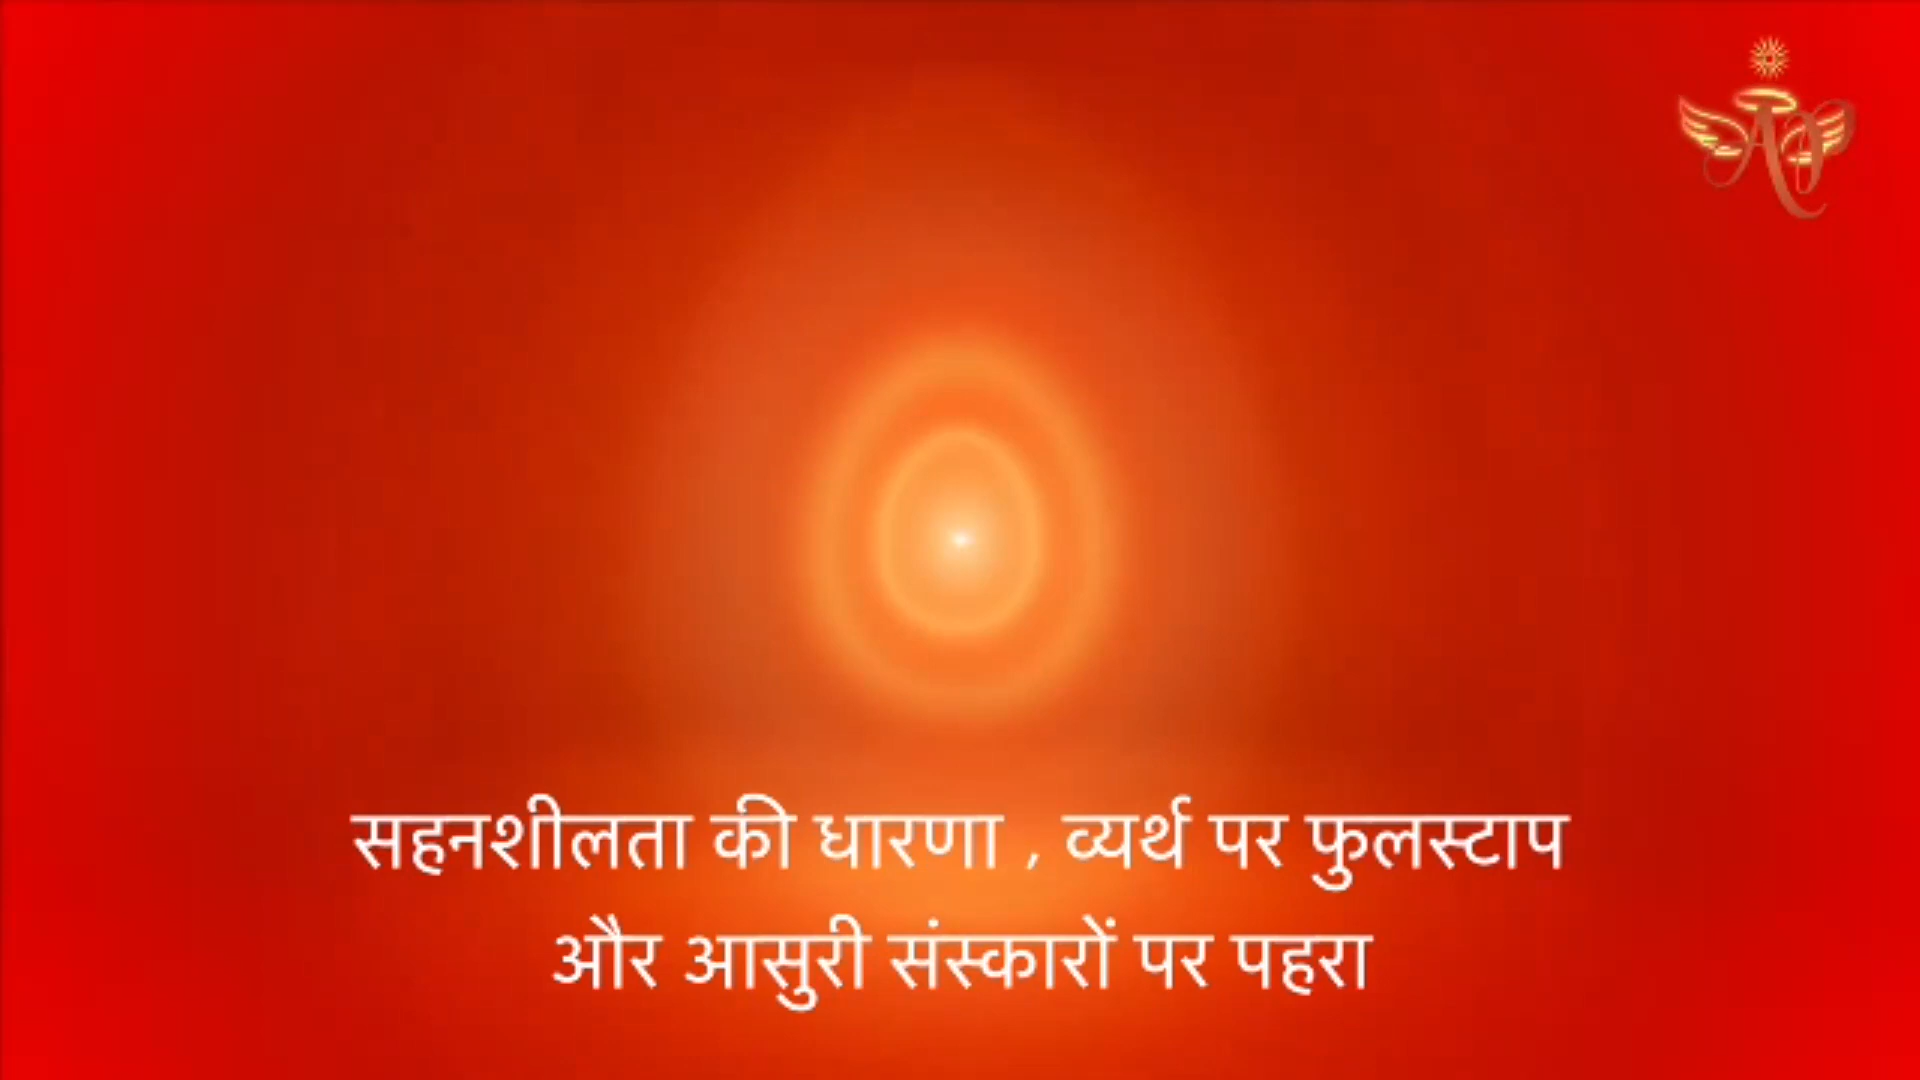 सहनशीलता की धारणा , व्यर्थ पर फुलस्टाप
और आसुरी संस्कारों पर पहरा